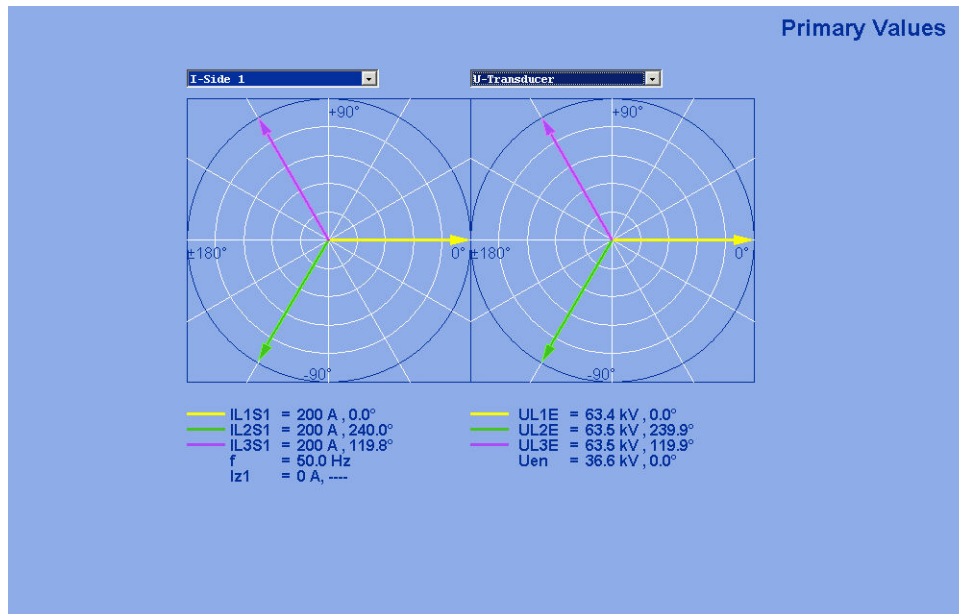 Primary Values
I-Side 1
U-Transducer
+90°
+90°
±180°
0°
±180°
0°
-90°
-90°
IL1S1 = 200 A , 0.0°
IL2S1 = 200 A , 240.0°
IL3S1 = 200 A , 119.8°
f = 50.0 Hz
Iz1 = 0 A, ----
UL1E = 63.4 kV , 0.0°
UL2E = 63.5 kV , 239.9°
UL3E = 63.5 kV , 119.9°
Uen = 36.6 kV , 0.0°